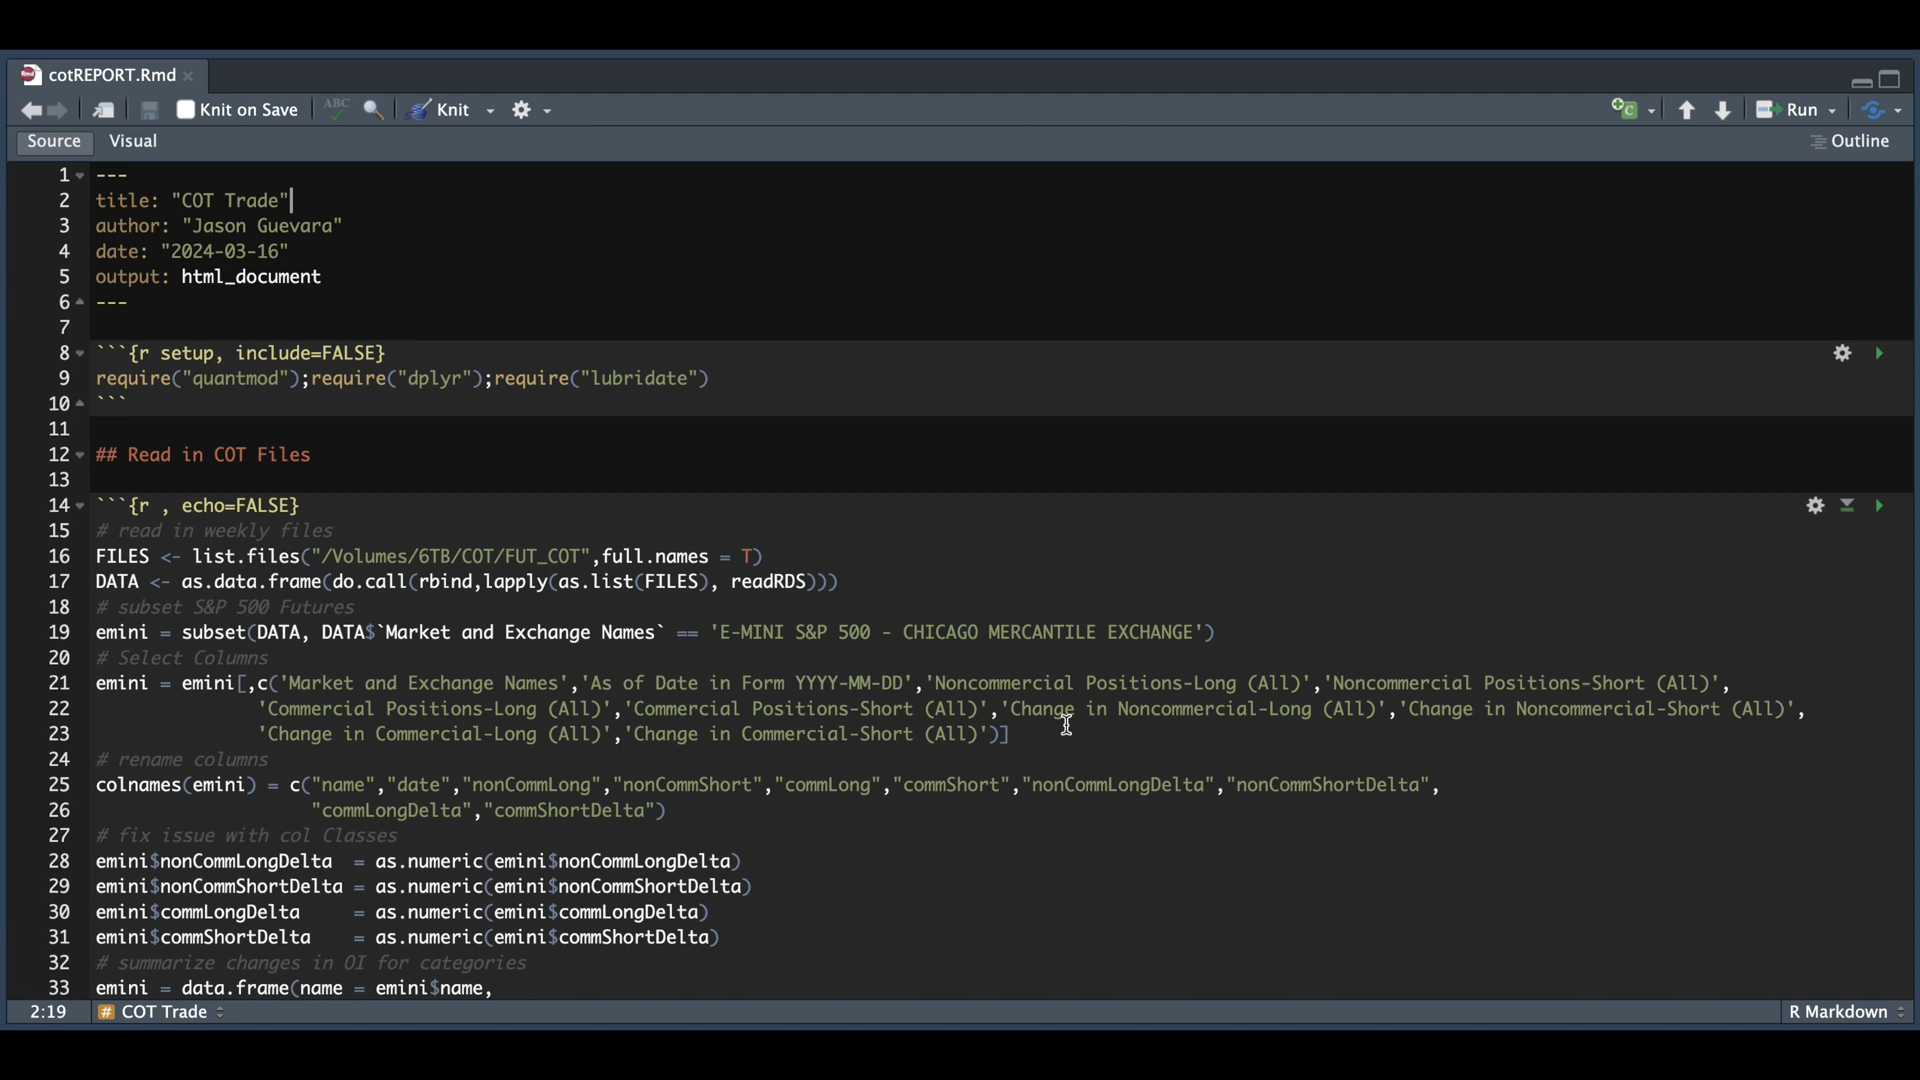 cotREPORT.Rmd
Knit on Save ABC Knit Run
Source Visual Outline
1 ---
2 title: "COT Trade"
3 author: "Jason Guevara"
4 date: "2024-03-16"
5 output: html_document
6 ---
7
8 ```{r setup, include=FALSE}
9 require("quantmod");require("dplyr");require("lubridate")
10 ```
11
12 ## Read in COT Files
13
14 ```{r , echo=FALSE}
15 # read in weekly files
16 FILES <- list.files("/Volumes/6TB/COT/FUT_COT",full.names = T)
17 DATA <- as.data.frame(do.call(rbind,lapply(as.list(FILES), readRDS)))
18 # subset S&P 500 Futures
19 emini = subset(DATA, DATA$`Market and Exchange Names` == 'E-MINI S&P 500 - CHICAGO MERCANTILE EXCHANGE')
20 # Select Columns
21 emini = emini[,c('Market and Exchange Names','As of Date in Form YYYY-MM-DD','Noncommercial Positions-Long (All)','Noncommercial Positions-Short (All)',
22 'Commercial Positions-Long (All)','Commercial Positions-Short (All)','Change in Noncommercial-Long (All)','Change in Noncommercial-Short (All)',
23 'Change in Commercial-Long (All)','Change in Commercial-Short (All)')]
24 # rename columns
25 colnames(emini) = c("name","date","nonCommLong","nonCommShort","commLong","commShort","nonCommLongDelta","nonCommShortDelta",
26 "commLongDelta","commShortDelta")
27 # fix issue with col Classes
28 emini$nonCommLongDelta = as.numeric(emini$nonCommLongDelta)
29 emini$nonCommShortDelta = as.numeric(emini$nonCommShortDelta)
30 emini$commLongDelta = as.numeric(emini$commLongDelta)
31 emini$commShortDelta = as.numeric(emini$commShortDelta)
32 # summarize changes in OI for categories
33 emini = data.frame(name = emini$name,
2:19 # COT Trade R Markdown